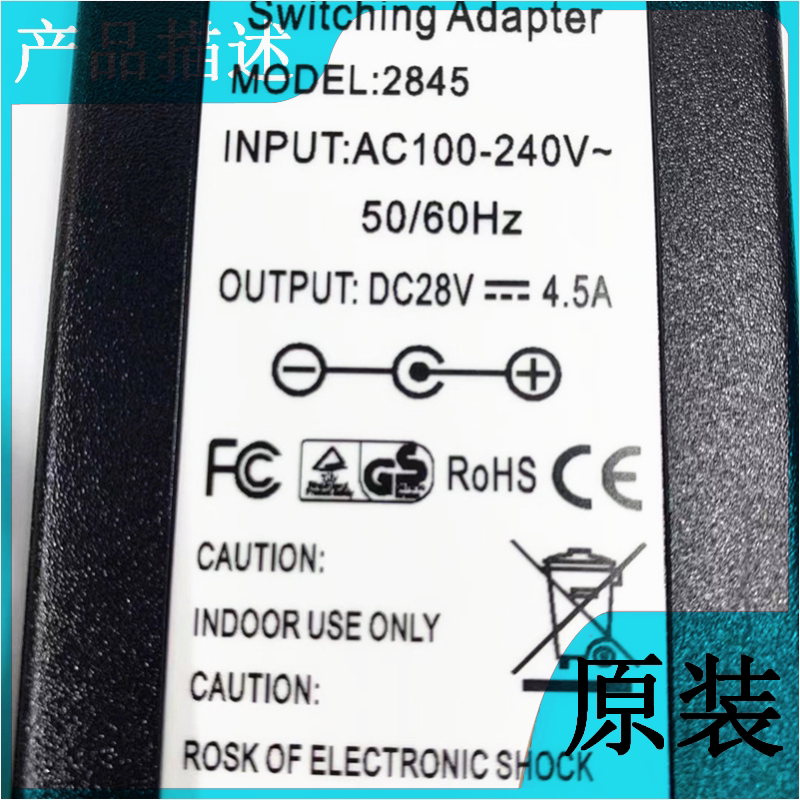 产品描述
Switching Adapter
MODEL:2845
INPUT:AC100-240V~
50/60Hz
OUTPUT: DC28V ⎓ 4.5A
FC GS RoHS CE
CAUTION:
INDOOR USE ONLY
CAUTION:
ROSK OF ELECTRONIC SHOCK
原装